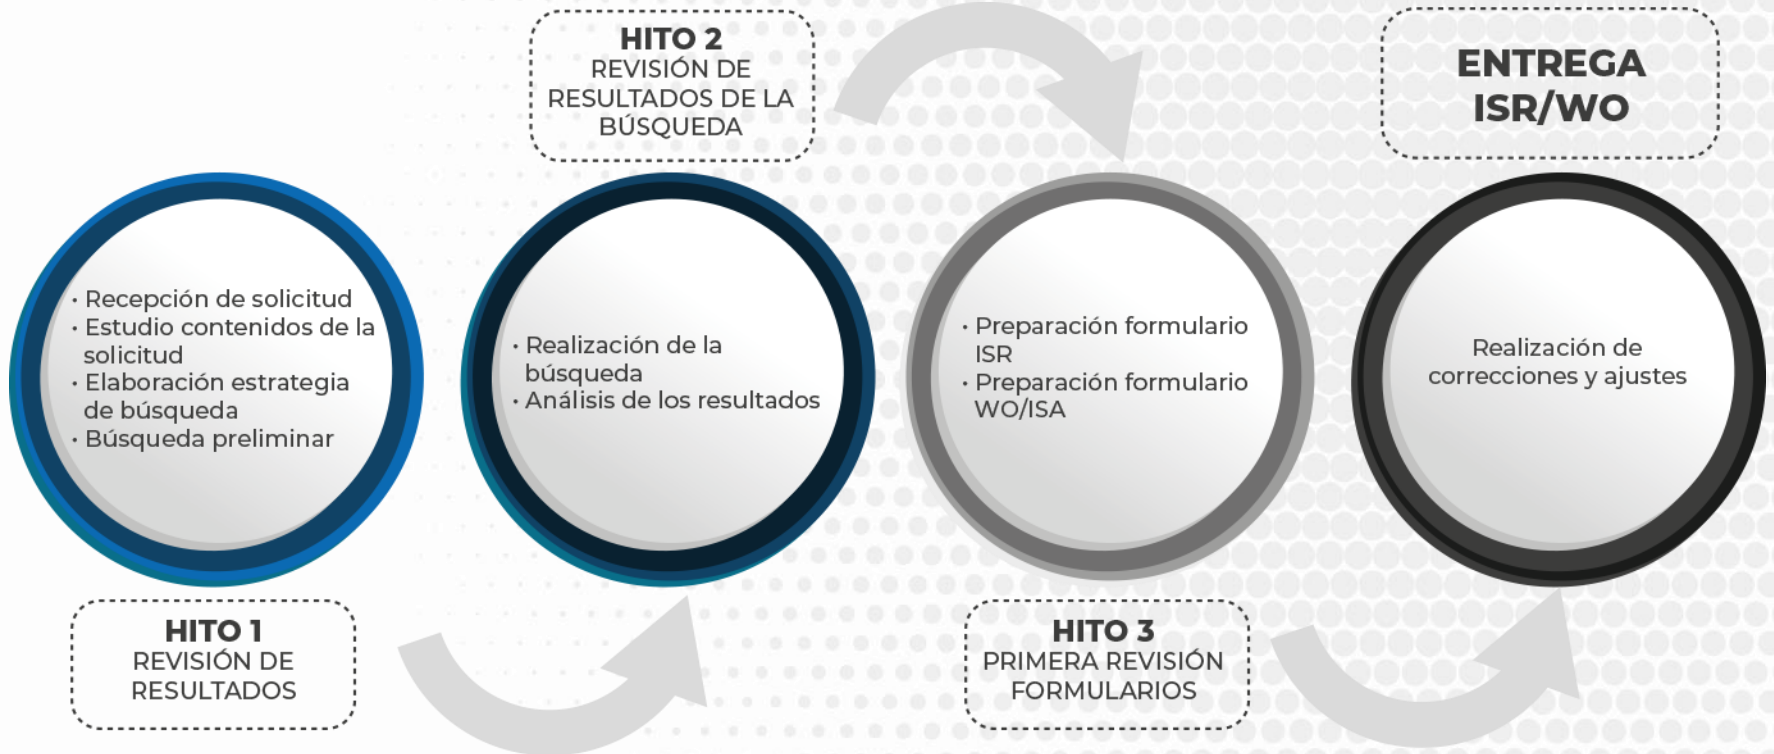 HITO 1
REVISIÓN DE
RESULTADOS
· Recepción de solicitud
· Estudio contenidos de la
solicitud
· Elaboración estrategia
de búsqueda
· Búsqueda preliminar
HITO 2
REVISIÓN DE
RESULTADOS DE LA
BÚSQUEDA
· Realización de la
búsqueda
· Análisis de los resultados
HITO 3
PRIMERA REVISIÓN
FORMULARIOS
· Preparación formulario
ISR
· Preparación formulario
WO/ISA
ENTREGA
ISR/WO
Realización de
correcciones y ajustes